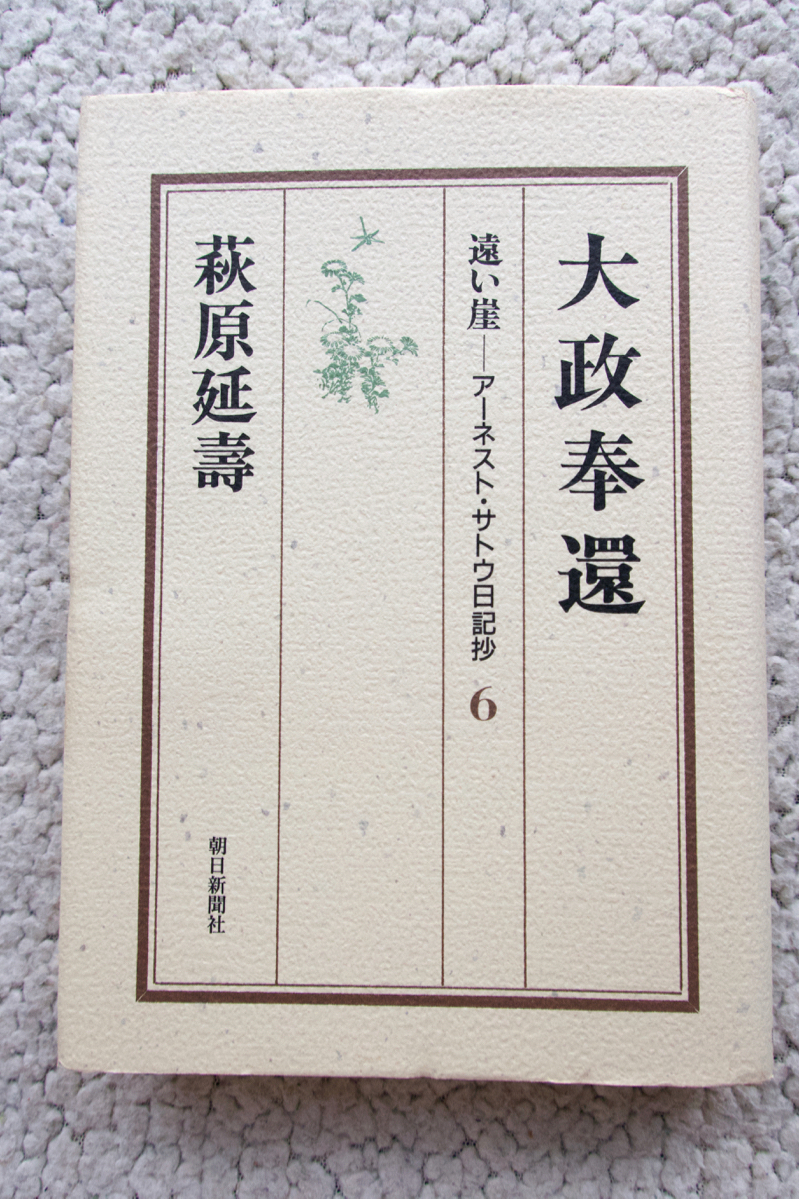 大政奉還
遠い崖―アーネスト・サトウ日記抄 6
萩原延壽
朝日新聞社